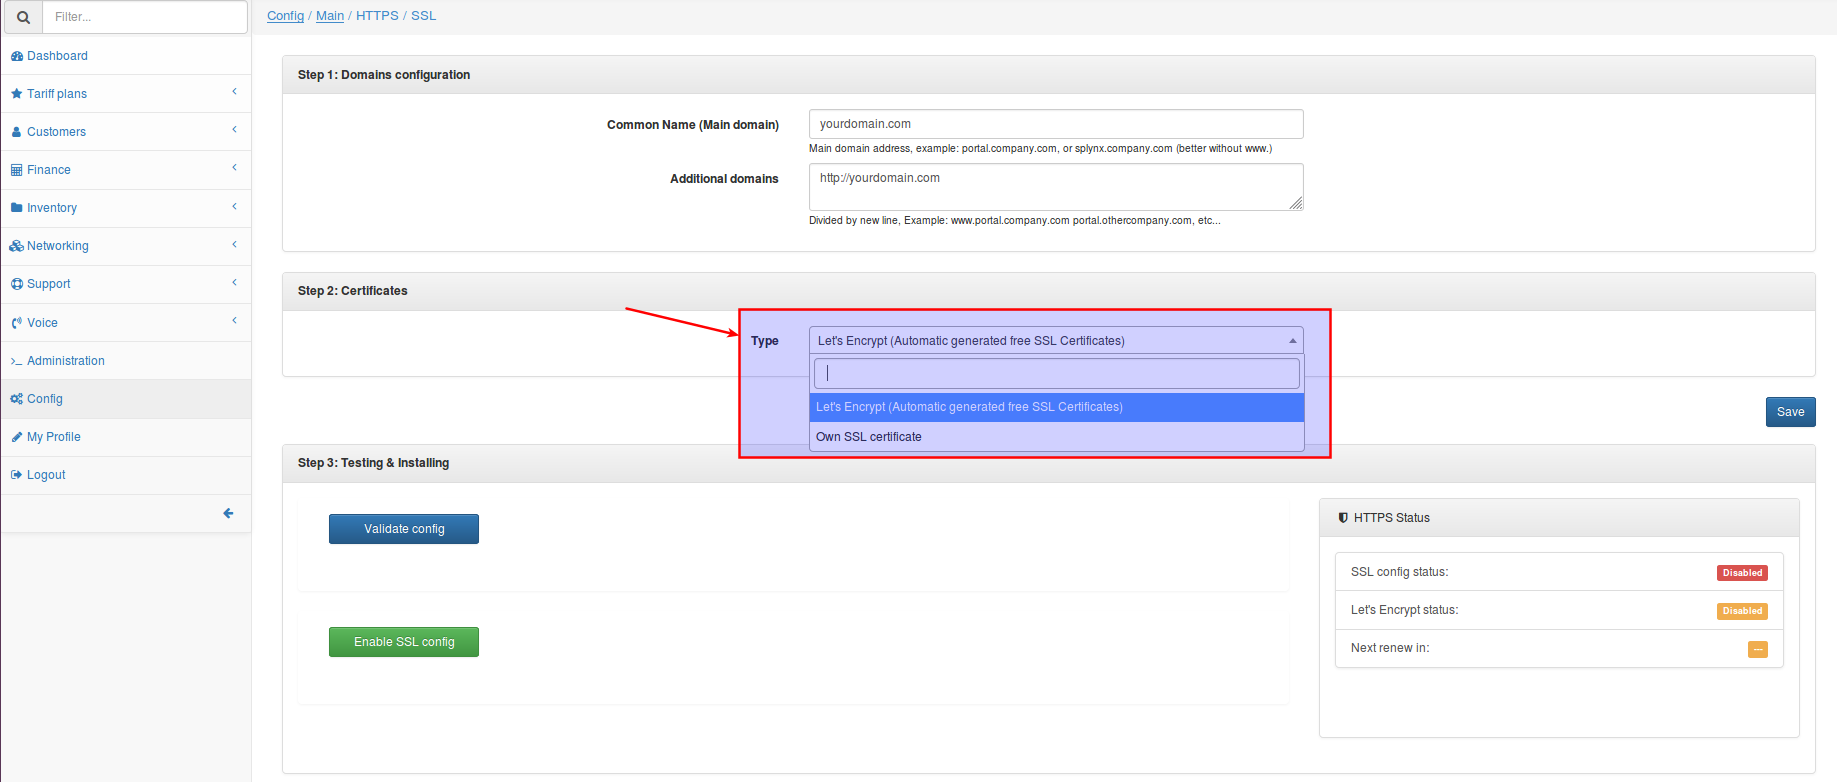 Filter...
Dashboard
Tariff plans
Customers
Finance
Inventory
Networking
Support
Voice
Administration
Config
My Profile
Logout
Config / Main / HTTPS / SSL
Step 1: Domains configuration
Common Name (Main domain)
yourdomain.com
Main domain address, example: portal.company.com, or splynx.company.com (better without www.)
Additional domains
http://yourdomain.com
Divided by new line, Example: www.portal.company.com portal.othercompany.com, etc...
Step 2: Certificates
Type
Let's Encrypt (Automatic generated free SSL Certificates)
Let's Encrypt (Automatic generated free SSL Certificates)
Own SSL certificate
Save
Step 3: Testing & Installing
Validate config
Enable SSL config
HTTPS Status
SSL config status: Disabled
Let's Encrypt status: Disabled
Next renew in: ---